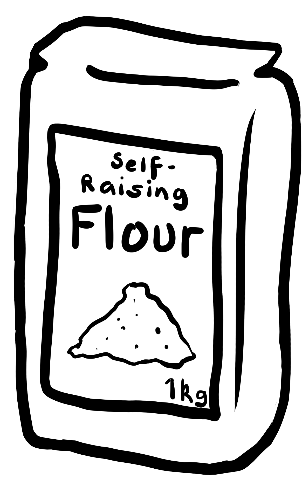 Self-
Raising
Flour
1kg